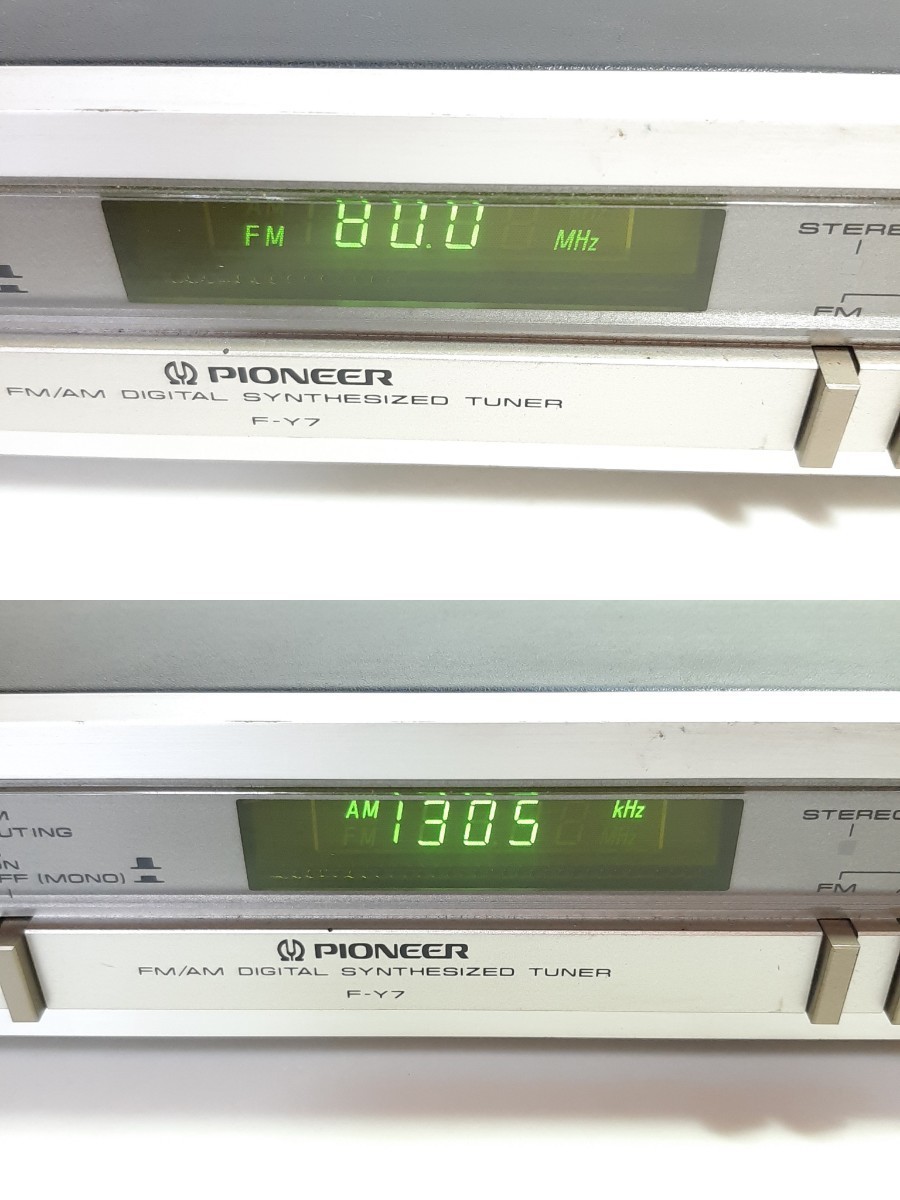 FM 80.0 MHz
STERE
FM
PIONEER
FM/AM DIGITAL SYNTHESIZED TUNER
F-Y7
AM 1305 kHz
FM MHz
STEREO
UTING
FF (MONO)
FM
PIONEER
FM/AM DIGITAL SYNTHESIZED TUNER
F-Y7